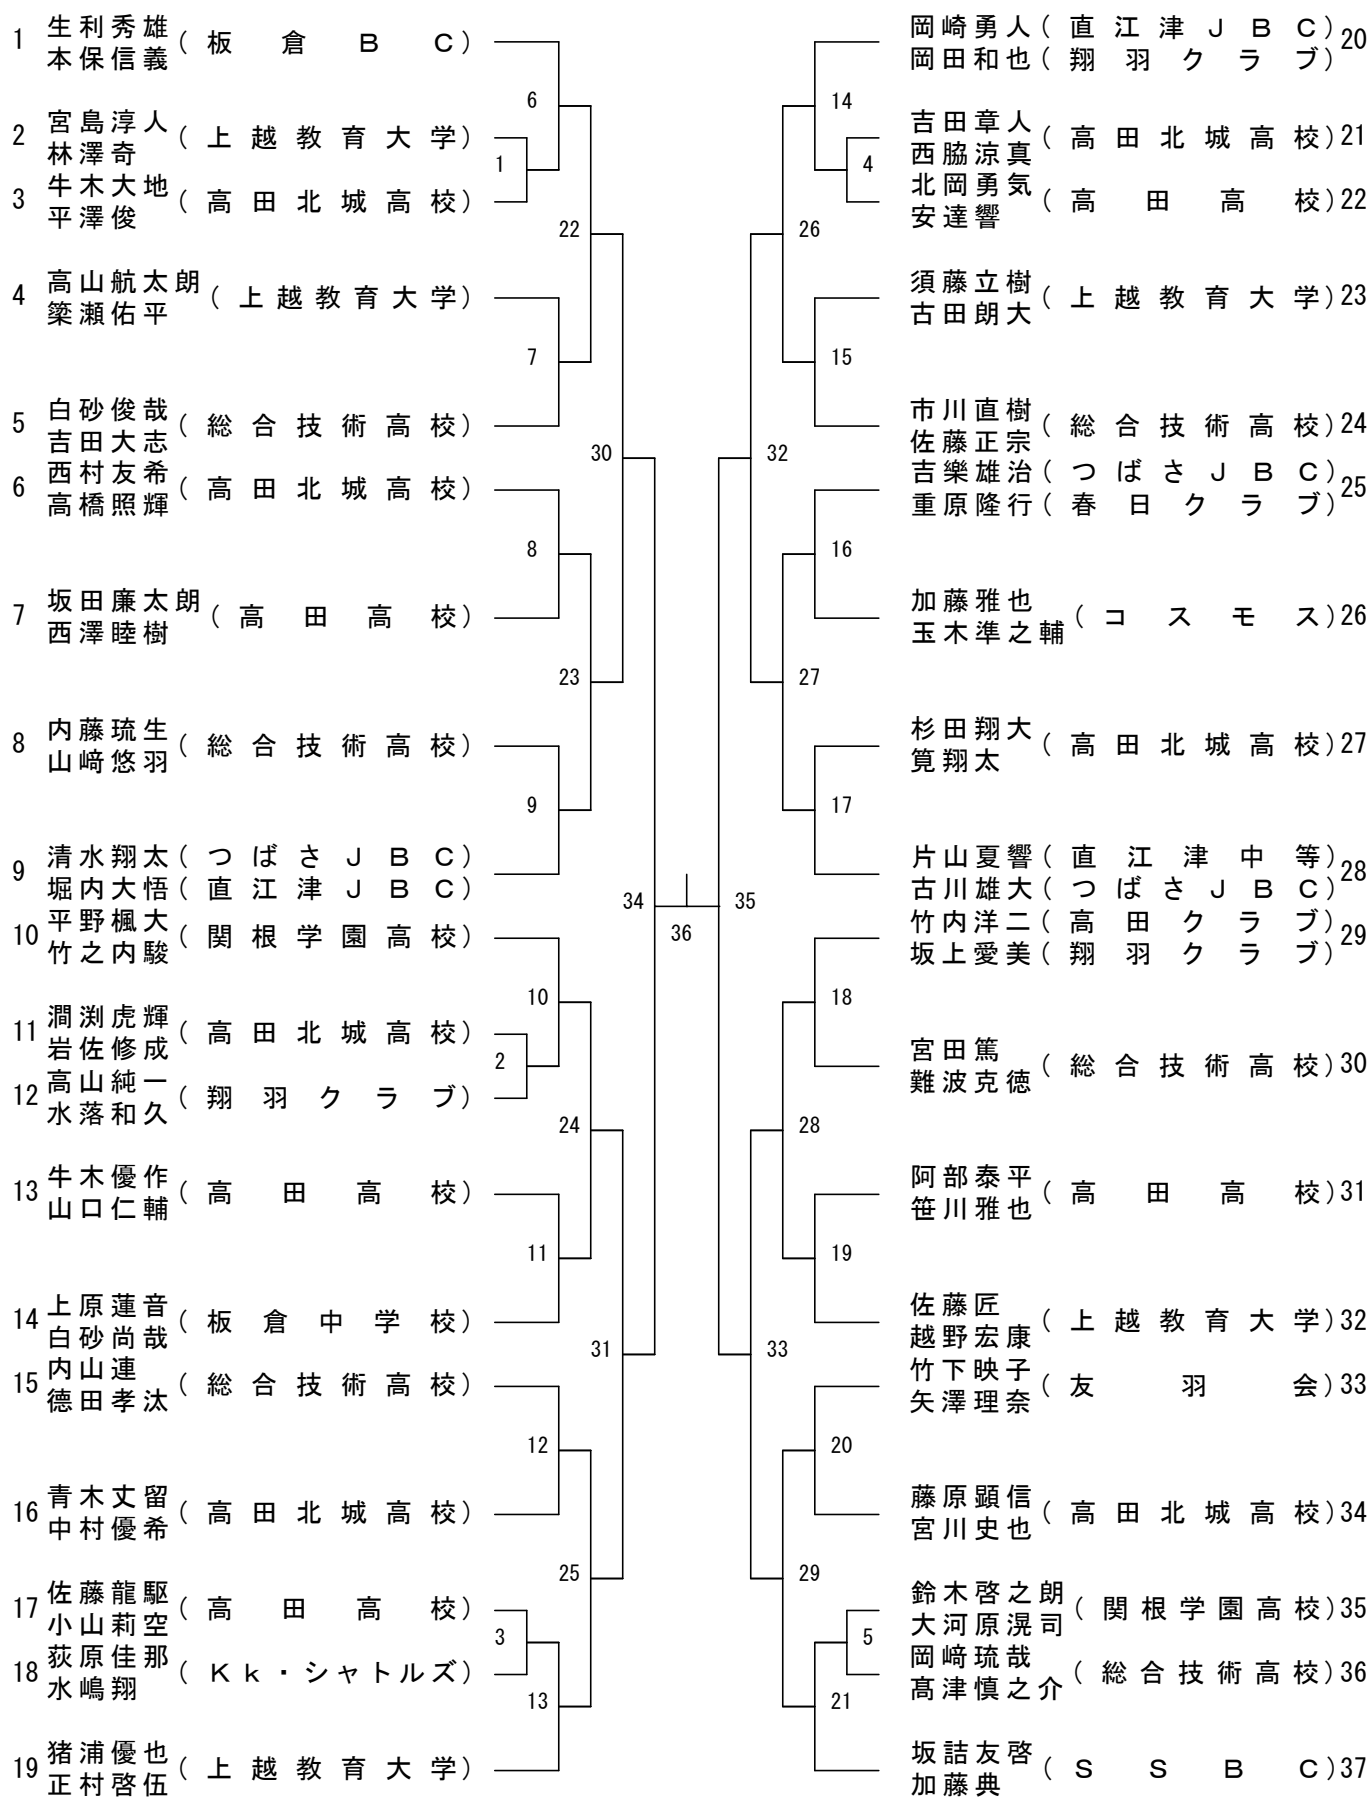 1 生利秀雄 (板倉BC)
本保信義
2 宮島淳人 (上越教育大学)
林澤奇
3 牛木大地 (高田北城高校)
平澤俊
4 高山航太朗 (上越教育大学)
簗瀬佑平
5 白砂俊哉 (総合技術高校)
吉田大志
6 西村友希 (高田北城高校)
高橋照輝
7 坂田廉太朗 (高田高校)
西澤睦樹
8 内藤琉生 (総合技術高校)
山﨑悠羽
9 清水翔太 (つばさJBC)
堀内大悟 (直江津JBC)
10 平野楓大 (関根学園高校)
竹之内駿
11 澗渕虎輝 (高田北城高校)
岩佐修成
12 高山純一 (翔羽クラブ)
水落和久
13 牛木優作 (高田高校)
山口仁輔
14 上原蓮音 (板倉中学校)
白砂尚哉
15 内山連 (総合技術高校)
德田孝汰
16 青木丈留 (高田北城高校)
中村優希
17 佐藤龍駆 (高田高校)
小山莉空
18 荻原佳那 (Kk・シャトルズ)
水嶋翔
19 猪浦優也 (上越教育大学)
正村啓伍
6
1
22
7
30
8
23
9
34
10
2
24
11
31
12
25
3
13
36
14
4
26
15
32
16
27
17
35
18
28
19
33
20
29
5
21
岡崎勇人 (直江津JBC) 20
岡田和也 (翔羽クラブ)
吉田章人 (高田北城高校) 21
西脇涼真
北岡勇気 (高田高校) 22
安達響
須藤立樹 (上越教育大学) 23
古田朗大
市川直樹 (総合技術高校) 24
佐藤正宗
吉樂雄治 (つばさJBC) 25
重原隆行 (春日クラブ)
加藤雅也 (コスモス) 26
玉木準之輔
杉田翔大 (高田北城高校) 27
筧翔太
片山夏響 (直江津中等) 28
古川雄大 (つばさJBC)
竹内洋二 (高田クラブ) 29
坂上愛美 (翔羽クラブ)
宮田篤 (総合技術高校) 30
難波克徳
阿部泰平 (高田高校) 31
笹川雅也
佐藤匠 (上越教育大学) 32
越野宏康
竹下映子 (友羽会) 33
矢澤理奈
藤原顕信 (高田北城高校) 34
宮川史也
鈴木啓之朗 (関根学園高校) 35
大河原滉司
岡﨑琉哉 (総合技術高校) 36
髙津慎之介
坂詰友啓 (SSBC) 37
加藤典